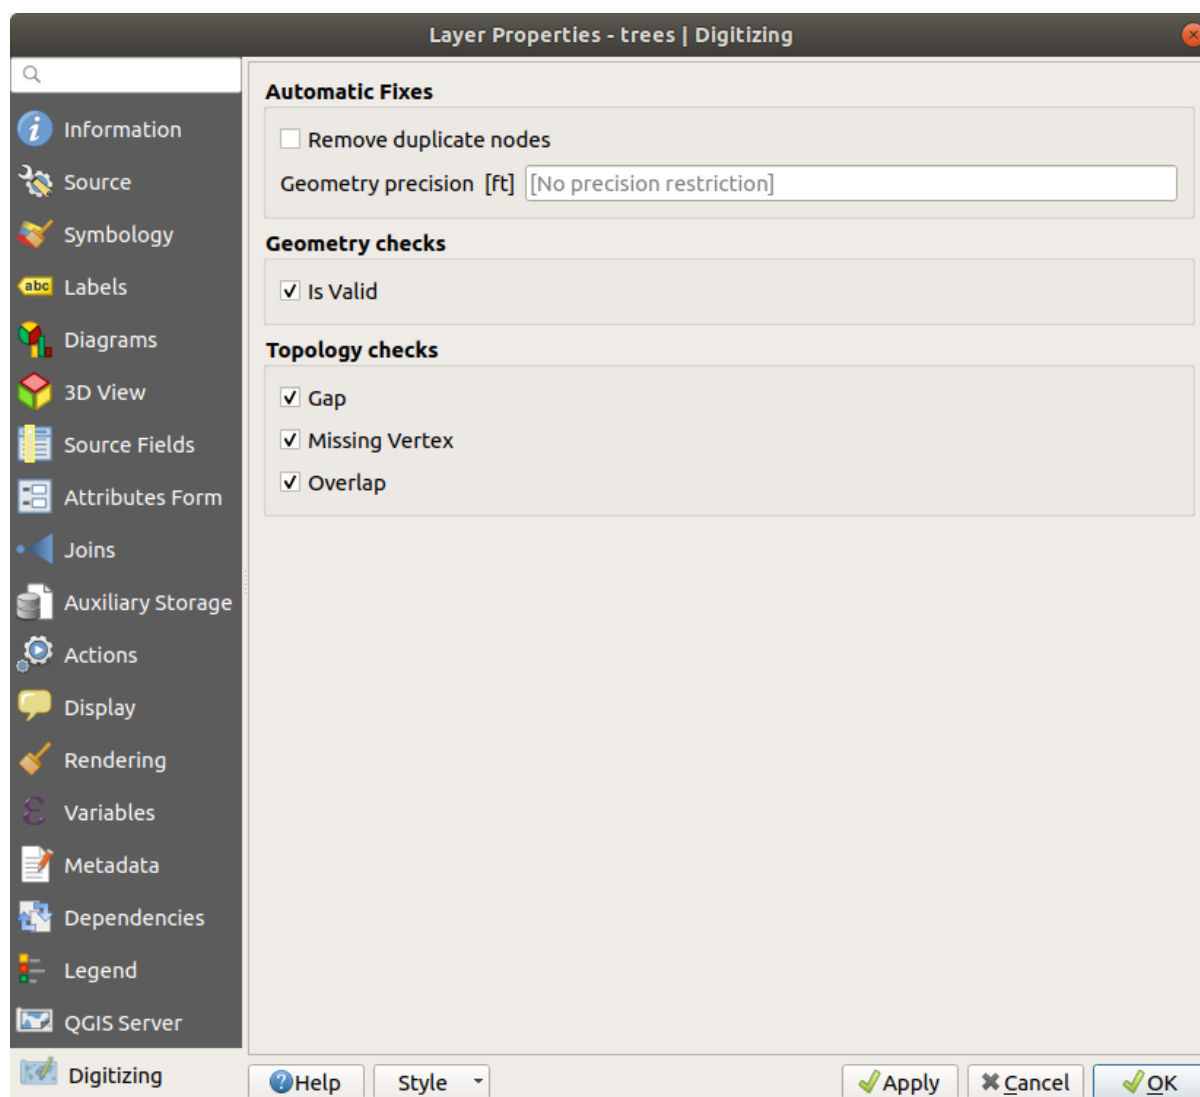 Layer Properties - trees | Digitizing
Information
Source
Symbology
abc Labels
Diagrams
3D View
Source Fields
Attributes Form
Joins
Auxiliary Storage
Actions
Display
Rendering
Variables
Metadata
Dependencies
Legend
QGIS Server
Digitizing
Automatic Fixes
Remove duplicate nodes
Geometry precision [ft] [No precision restriction]
Geometry checks
Is Valid
Topology checks
Gap
Missing Vertex
Overlap
Help Style Apply Cancel OK